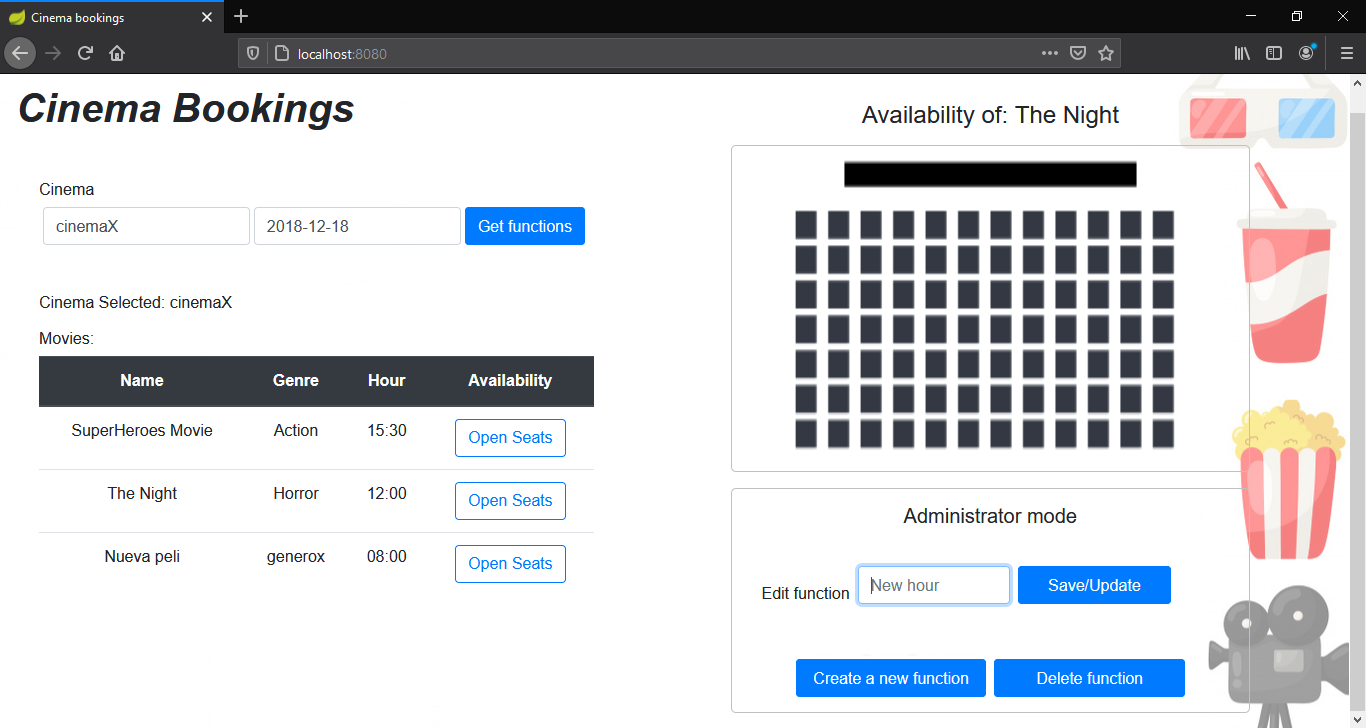 Cinema bookings
localhost:8080
Cinema Bookings
Cinema
cinemaX 2018-12-18 Get functions
Cinema Selected: cinemaX
Movies:
Name Genre Hour Availability
SuperHeroes Movie Action 15:30 Open Seats
The Night Horror 12:00 Open Seats
Nueva peli generox 08:00 Open Seats
Availability of: The Night
Administrator mode
Edit function New hour Save/Update
Create a new function Delete function